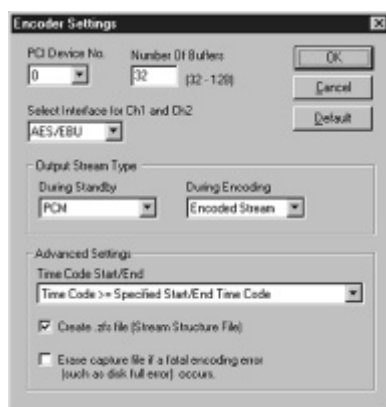 Encoder Settings
PCI Device No.
Number Of Buffers
OK
0
32
(32 - 128)
Cancel
Select Interface for Ch1 and Ch2
Default
AES/EBU
Output Stream Type
During Standby
During Encoding
PCM
Encoded Stream
Advanced Settings
Time Code Start/End
Time Code >= Specified Start/End Time Code
Create .zfs file (Stream Structure File)
Erase capture file if a fatal encoding error
(such as disk full error) occurs.